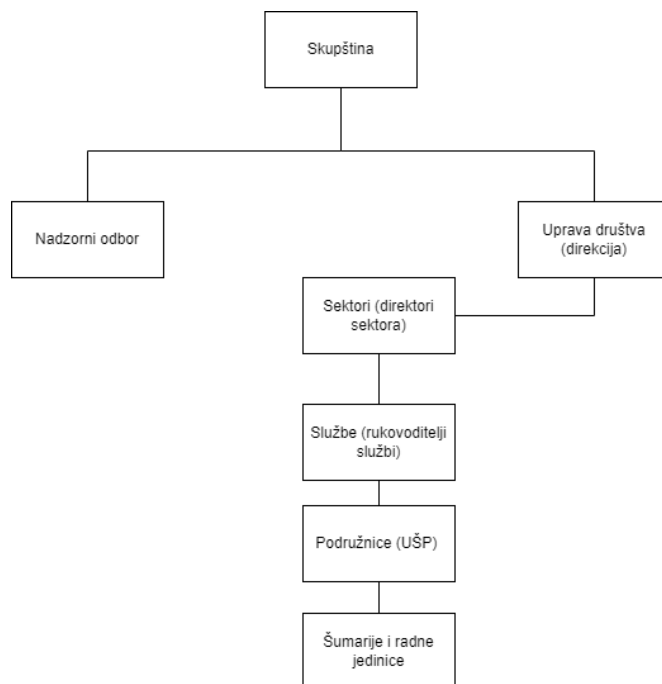 Skupština
Nadzorni odbor
Uprava društva
(direkcija)
Sektori (direktori
sektora)
Službe (rukovoditelji
službi)
Podružnice (UŠP)
Šumarije i radne
jedinice